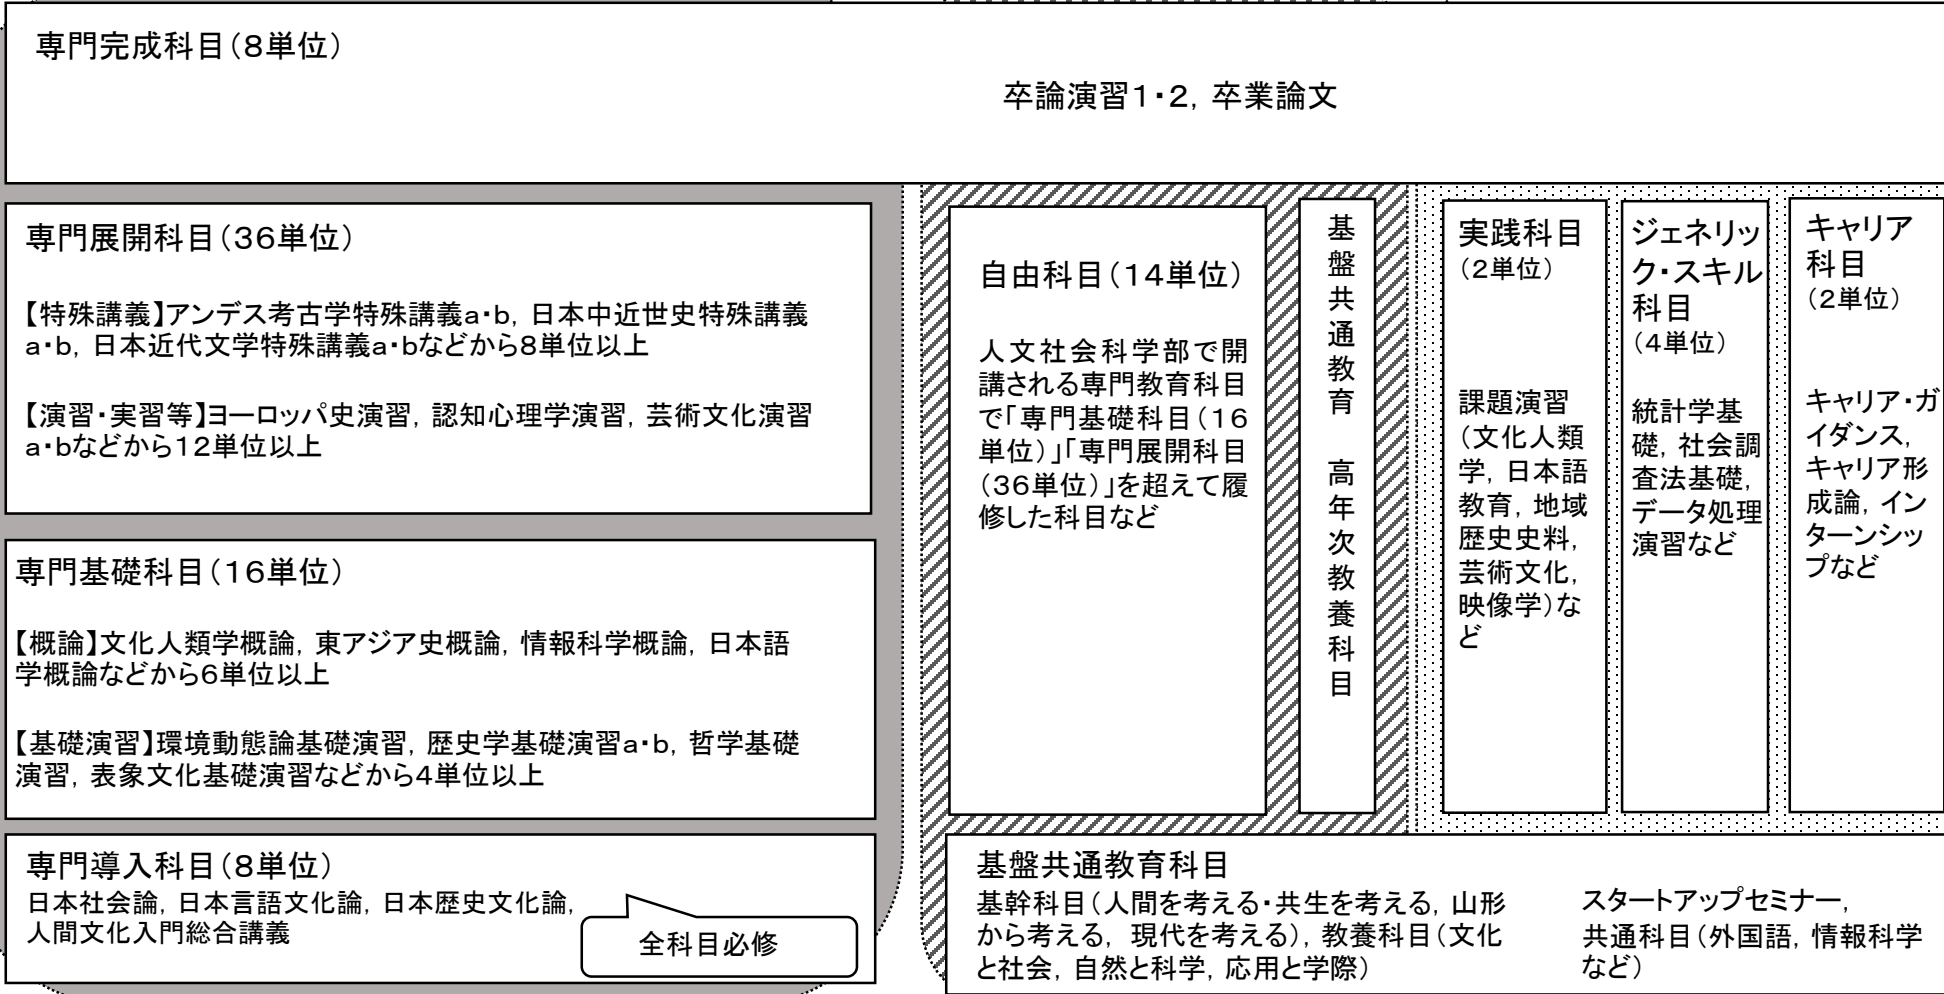 専門完成科目(8単位)
卒論演習1・2, 卒業論文
専門展開科目(36単位)
【特殊講義】アンデス考古学特殊講義a・b, 日本中近世史特殊講義
a・b, 日本近代文学特殊講義a・bなどから8単位以上
【演習・実習等】ヨーロッパ史演習, 認知心理学演習, 芸術文化演習
a・bなどから12単位以上
専門基礎科目(16単位)
【概論】文化人類学概論, 東アジア史概論, 情報科学概論, 日本語
学概論などから6単位以上
【基礎演習】環境動態論基礎演習, 歴史学基礎演習a・b, 哲学基礎
演習, 表象文化基礎演習などから4単位以上
専門導入科目(8単位)
日本社会論, 日本言語文化論, 日本歴史文化論,
人間文化入門総合講義
全科目必修
自由科目(14単位)
人文社会科学部で開
講される専門教育科目
で「専門基礎科目(16
単位)」「専門展開科目
(36単位)」を超えて履
修した科目など
基盤共通教育 高年次教養科目
実践科目
(2単位)
課題演習
(文化人類
学, 日本語
教育, 地域
歴史史料,
芸術文化,
映像学)な
ど
ジェネリッ
ク・スキル
科目
(4単位)
統計学基
礎, 社会調
査法基礎,
データ処理
演習など
キャリア
科目
(2単位)
キャリア・ガ
イダンス,
キャリア形
成論, イン
ターンシッ
プなど
基盤共通教育科目
基幹科目(人間を考える・共生を考える, 山形
から考える, 現代を考える), 教養科目(文化
と社会, 自然と科学, 応用と学際)
スタートアップセミナー,
共通科目(外国語, 情報科学
など)